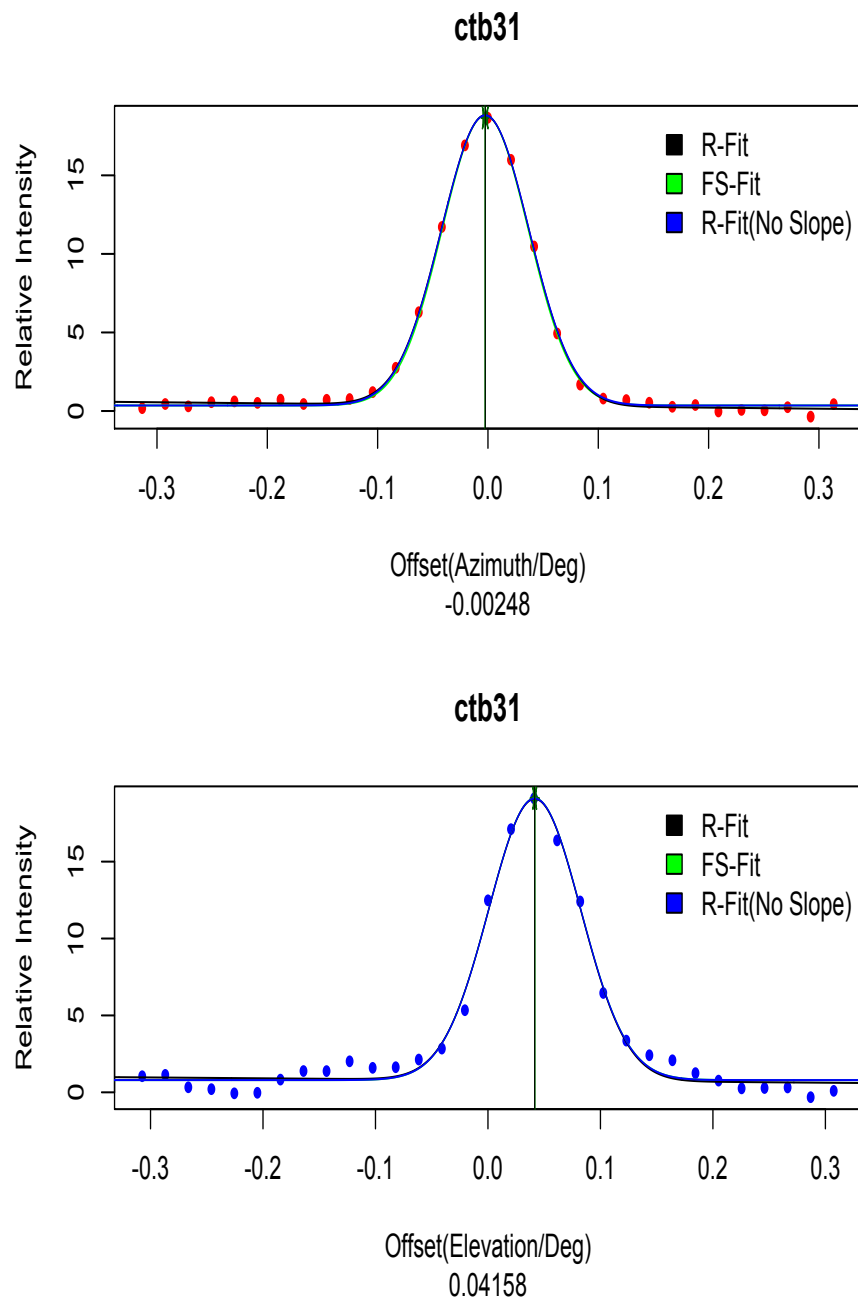 ctb31
Relative Intensity
15
10
5
0
R-Fit
FS-Fit
R-Fit(No Slope)
-0.3 -0.2 -0.1 0.0 0.1 0.2 0.3
Offset(Azimuth/Deg)
-0.00248
ctb31
Relative Intensity
15
10
5
0
R-Fit
FS-Fit
R-Fit(No Slope)
-0.3 -0.2 -0.1 0.0 0.1 0.2 0.3
Offset(Elevation/Deg)
0.04158